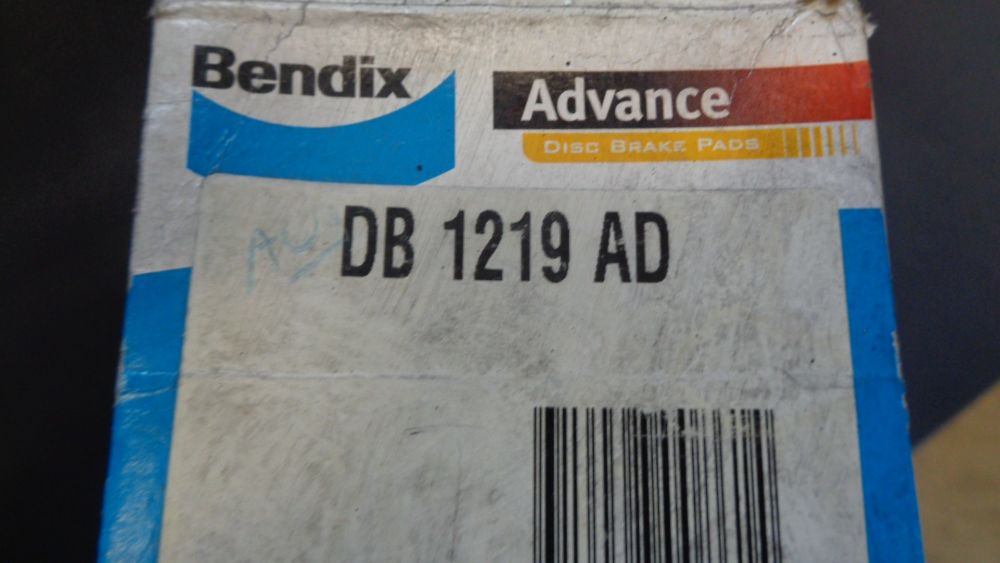 Bendix
Advance
DISC BRAKE PADS
DB 1219 AD